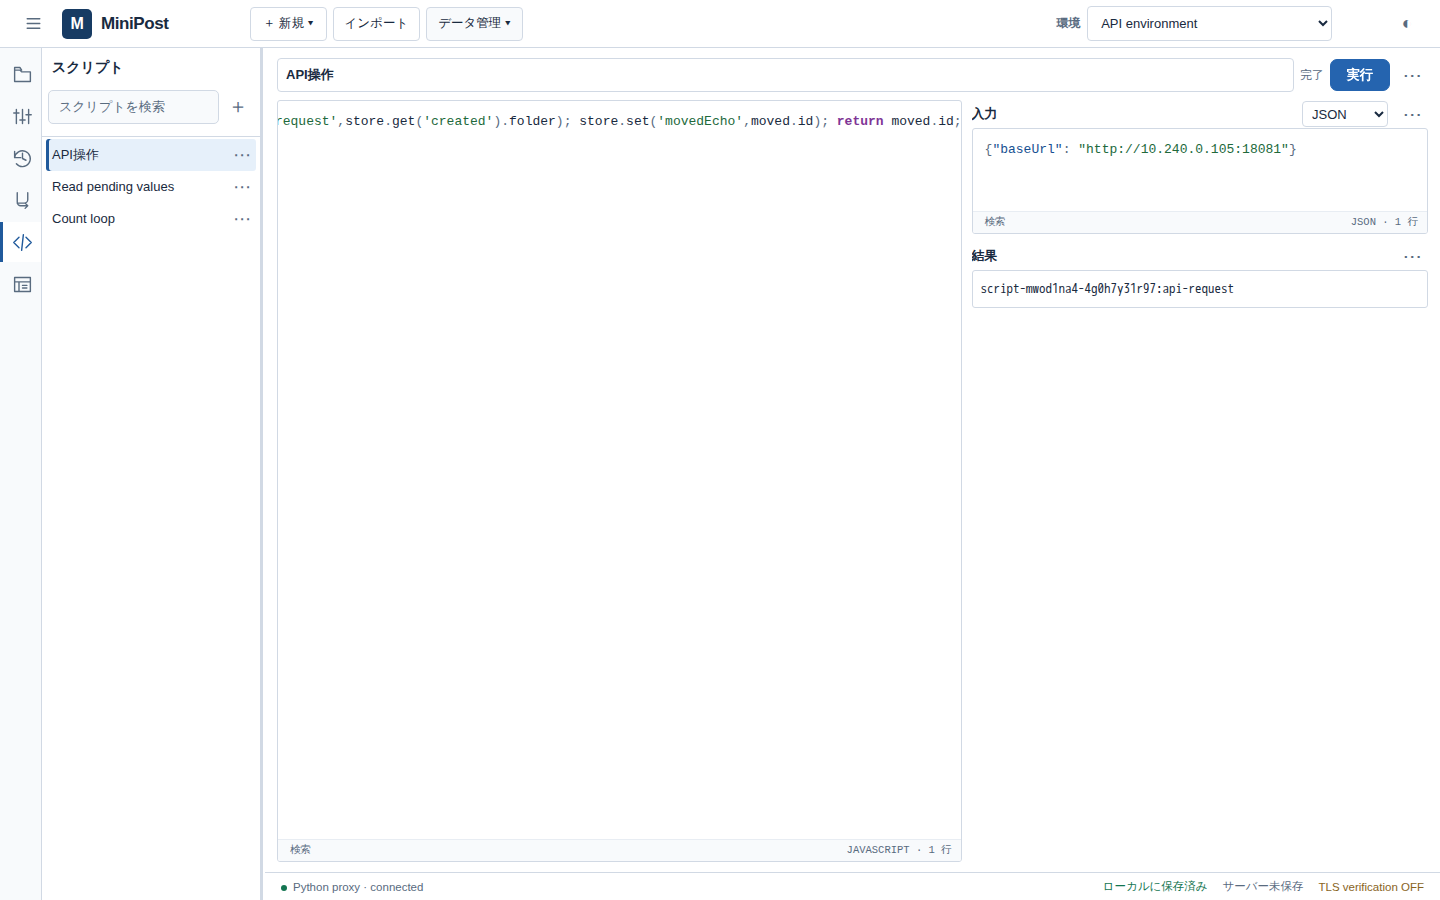 M MiniPost ＋ 新規 ▾ インポート データ管理 ▾ 環境 API environment
スクリプト
スクリプトを検索 +
API操作 ···
Read pending values ···
Count loop ···
API操作 完了 実行 ···
request',store.get('created').folder); store.set('movedEcho',moved.id); return moved.id;
検索 JAVASCRIPT · 1 行
入力 JSON ···
{"baseUrl": "http://10.240.0.105:18081"}
検索 JSON · 1 行
結果 ···
script-mwod1na4-4g0h7y31r97:api-request
Python proxy · connected ローカルに保存済み サーバー未保存 TLS verification OFF